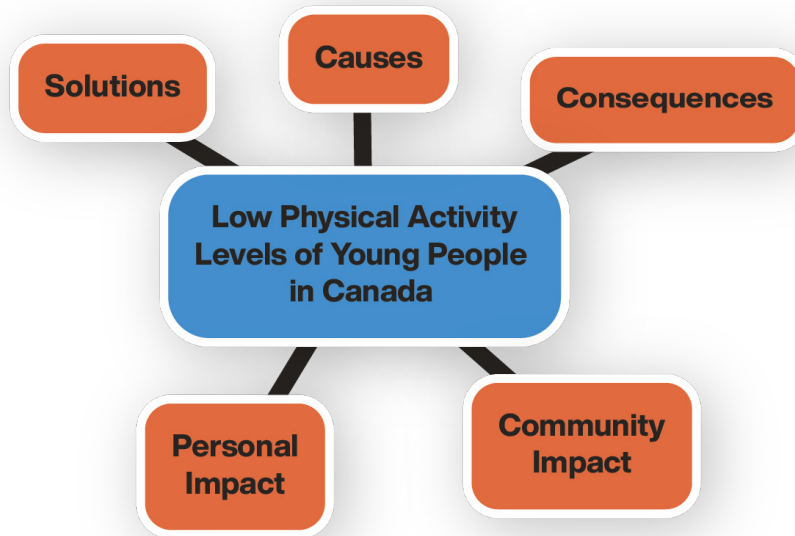 Solutions
Causes
Consequences
Low Physical Activity
Levels of Young People
in Canada
Personal
Impact
Community
Impact